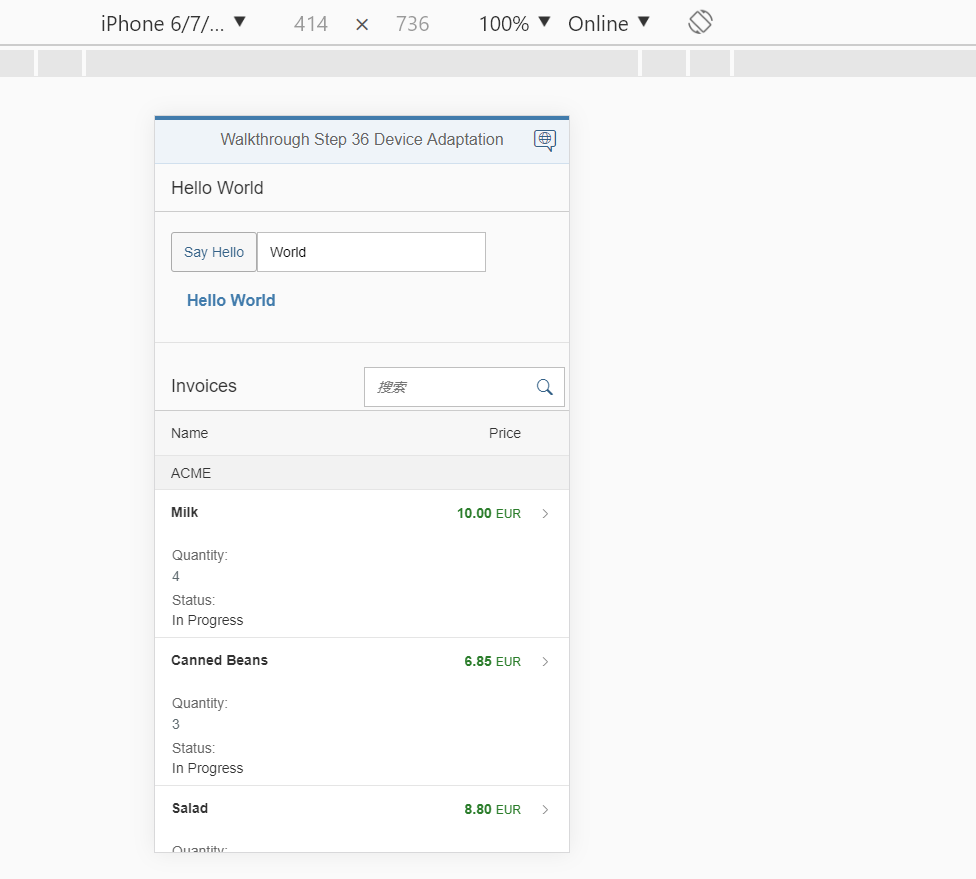 iPhone 6/7/... ▼ 414 × 736 100% ▼ Online ▼
Walkthrough Step 36 Device Adaptation
Hello World
Say Hello World
Hello World
Invoices 搜索
Name Price
ACME
Milk 10.00 EUR
Quantity:
4
Status:
In Progress
Canned Beans 6.85 EUR
Quantity:
3
Status:
In Progress
Salad 8.80 EUR
Quantity: